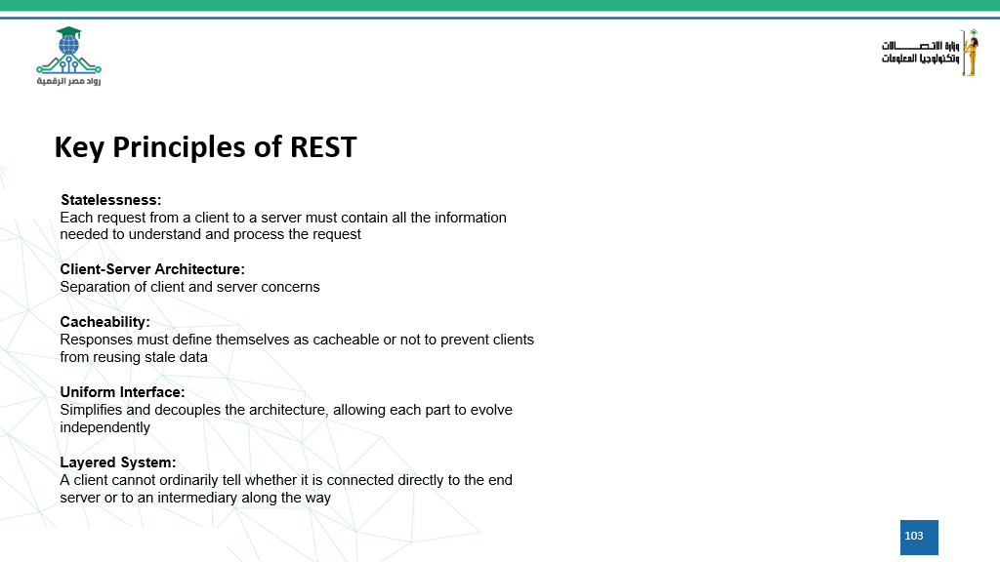 رواد مصر الرقمية
وزارة الاتصـــالات
وتكنولوجيا المعلومات
Key Principles of REST
Statelessness:
Each request from a client to a server must contain all the information
needed to understand and process the request
Client-Server Architecture:
Separation of client and server concerns
Cacheability:
Responses must define themselves as cacheable or not to prevent clients
from reusing stale data
Uniform Interface:
Simplifies and decouples the architecture, allowing each part to evolve
independently
Layered System:
A client cannot ordinarily tell whether it is connected directly to the end
server or to an intermediary along the way
103